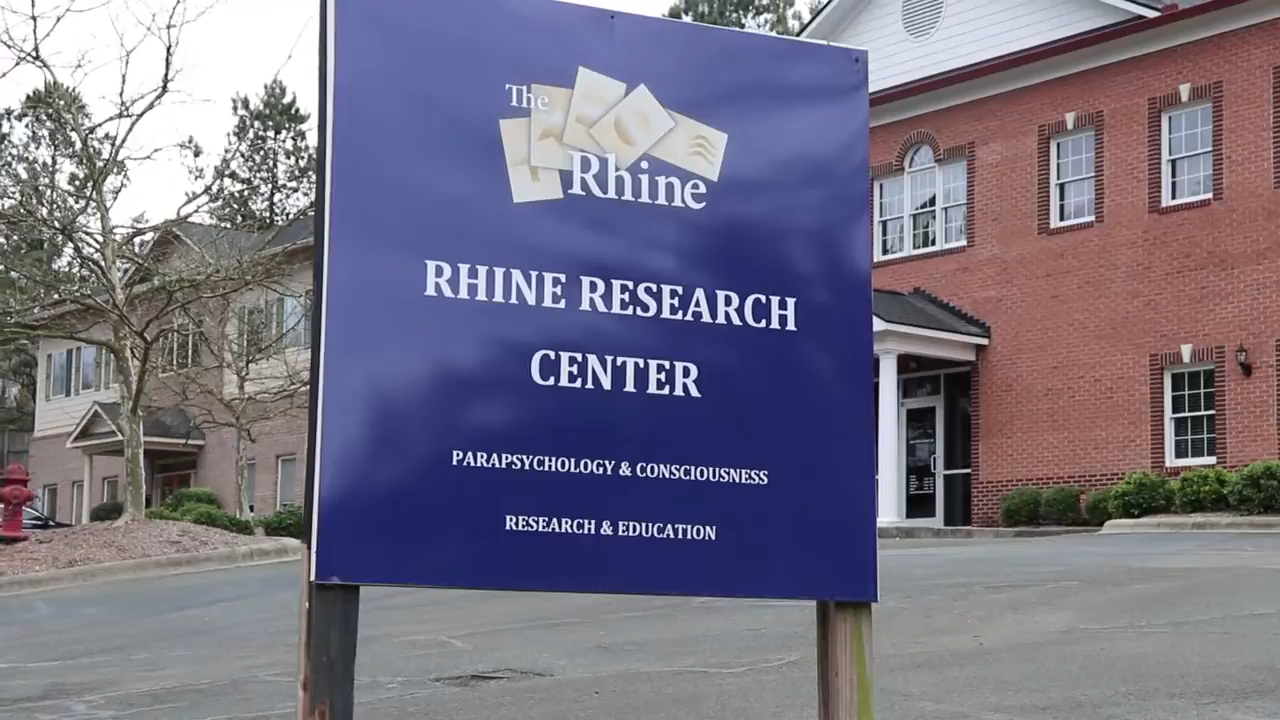 The
Rhine
RHINE RESEARCH
CENTER
PARAPSYCHOLOGY & CONSCIOUSNESS
RESEARCH & EDUCATION